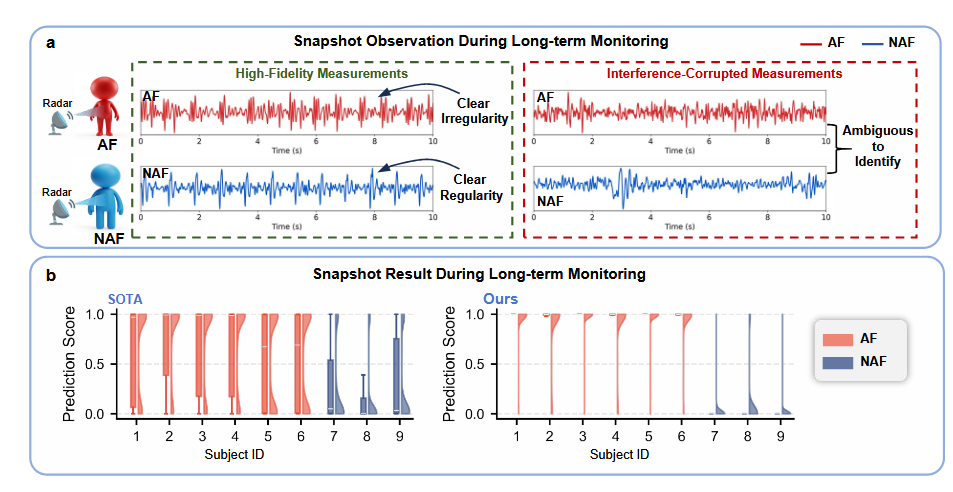 a
Snapshot Observation During Long-term Monitoring
AF NAF
High-Fidelity Measurements
Interference-Corrupted Measurements
Radar
AF
AF
Clear
Irregularity
0 2 4 6 8 10
Time (s)
AF
0 2 4 6 8 10
Time (s)
Ambiguous
to
Identify
Radar
NAF
NAF
Clear
Regularity
0 2 4 6 8 10
Time (s)
NAF
0 2 4 6 8 10
Time (s)
b
Snapshot Result During Long-term Monitoring
SOTA
Prediction Score
1.0
0.5
0.0
1 2 3 4 5 6 7 8 9
Subject ID
Ours
Prediction Score
1.0
0.5
0.0
1 2 3 4 5 6 7 8 9
Subject ID
AF
NAF